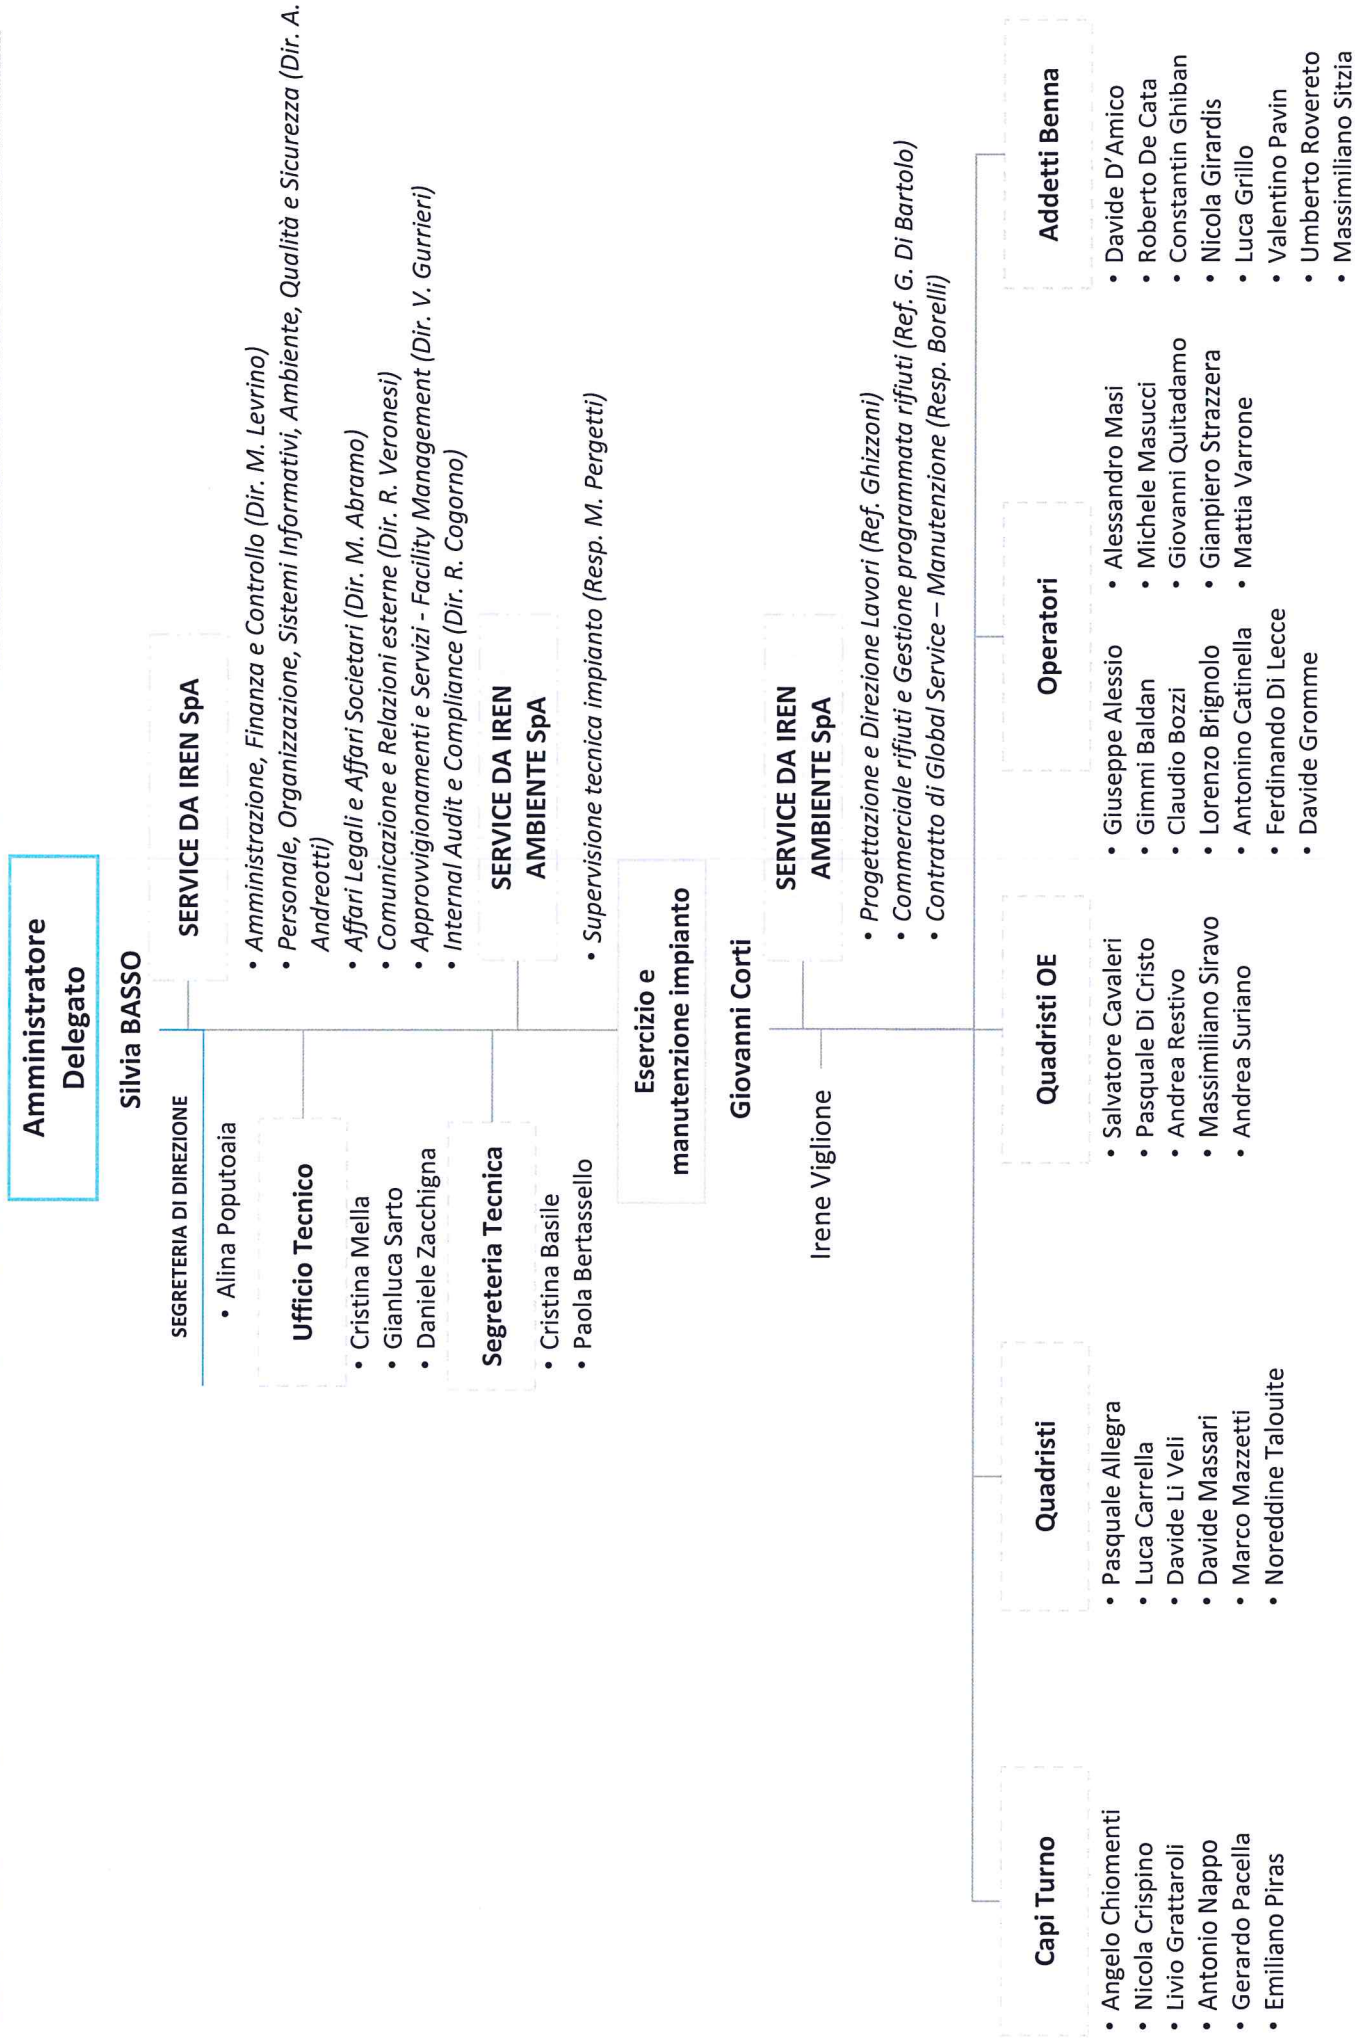 Amministratore
Delegato
Silvia BASSO
SEGRETERIA DI DIREZIONE
• Alina Poputoaia
SERVICE DA IREN SpA
• Amministrazione, Finanza e Controllo (Dir. M. Levrino)
• Personale, Organizzazione, Sistemi Informativi, Ambiente, Qualità e Sicurezza (Dir. A.
Andreotti)
• Affari Legali e Affari Societari (Dir. M. Abramo)
• Comunicazione e Relazioni esterne (Dir. R. Veronesi)
• Approvvigionamenti e Servizi - Facility Management (Dir. V. Gurrieri)
• Internal Audit e Compliance (Dir. R. Cogorno)
Ufficio Tecnico
• Cristina Mella
• Gianluca Sarto
• Daniele Zacchigna
Segreteria Tecnica
• Cristina Basile
• Paola Bertassello
SERVICE DA IREN
AMBIENTE SpA
• Supervisione tecnica impianto (Resp. M. Pergetti)
Esercizio e
manutenzione impianto
Giovanni Corti
Irene Viglione
SERVICE DA IREN
AMBIENTE SpA
• Progettazione e Direzione Lavori (Ref. Ghizzoni)
• Commerciale rifiuti e Gestione programmata rifiuti (Ref. G. Di Bartolo)
• Contratto di Global Service – Manutenzione (Resp. Borelli)
Capi Turno
• Angelo Chiomenti
• Nicola Crispino
• Livio Grattaroli
• Antonio Nappo
• Gerardo Pacella
• Emiliano Piras
Quadristi
• Pasquale Allegra
• Luca Carrella
• Davide Li Veli
• Davide Massari
• Marco Mazzetti
• Noreddine Talouite
Quadristi OE
• Salvatore Cavaleri
• Pasquale Di Cristo
• Andrea Restivo
• Massimiliano Siravo
• Andrea Suriano
Operatori
• Giuseppe Alessio
• Gimmi Baldan
• Claudio Bozzi
• Lorenzo Brignolo
• Antonino Catinella
• Ferdinando Di Lecce
• Davide Gromme
• Alessandro Masi
• Michele Masucci
• Giovanni Quitadamo
• Gianpiero Strazzera
• Mattia Varrone
Addetti Benna
• Davide D'Amico
• Roberto De Cata
• Constantin Ghiban
• Nicola Girardis
• Luca Grillo
• Valentino Pavin
• Umberto Rovereto
• Massimiliano Sitzia